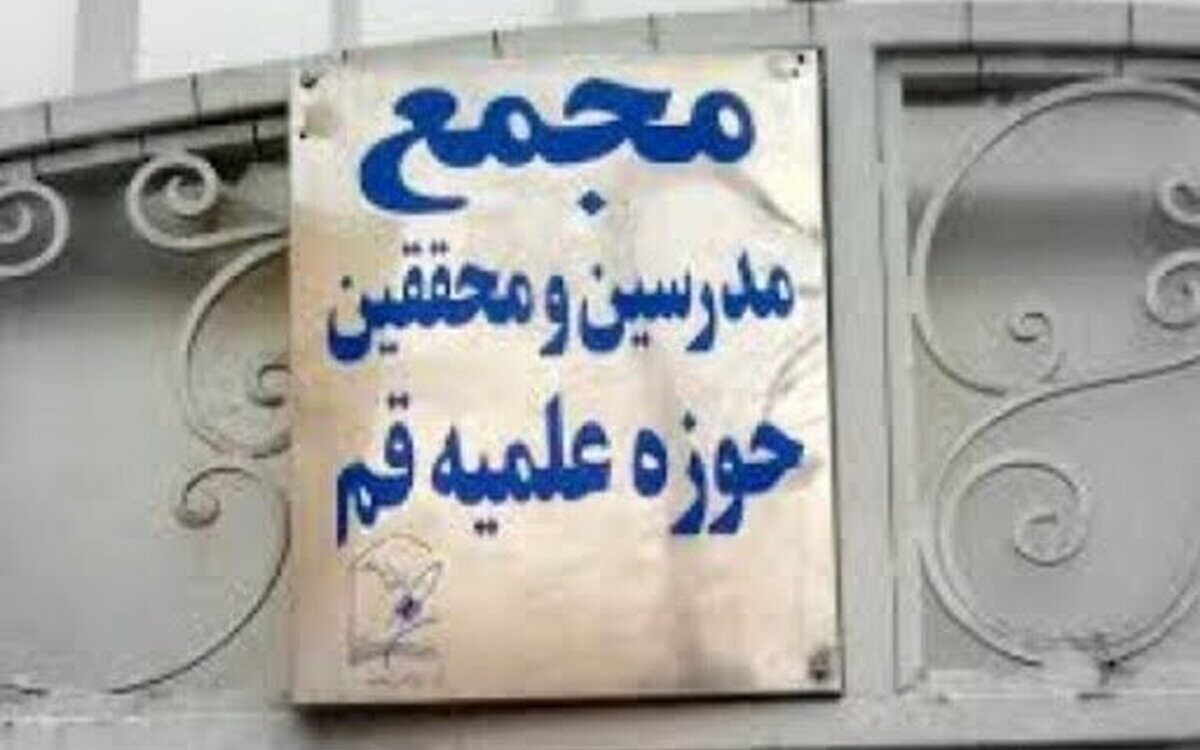 مجمع
مدرسین و محققین
حوزه علمیه قم